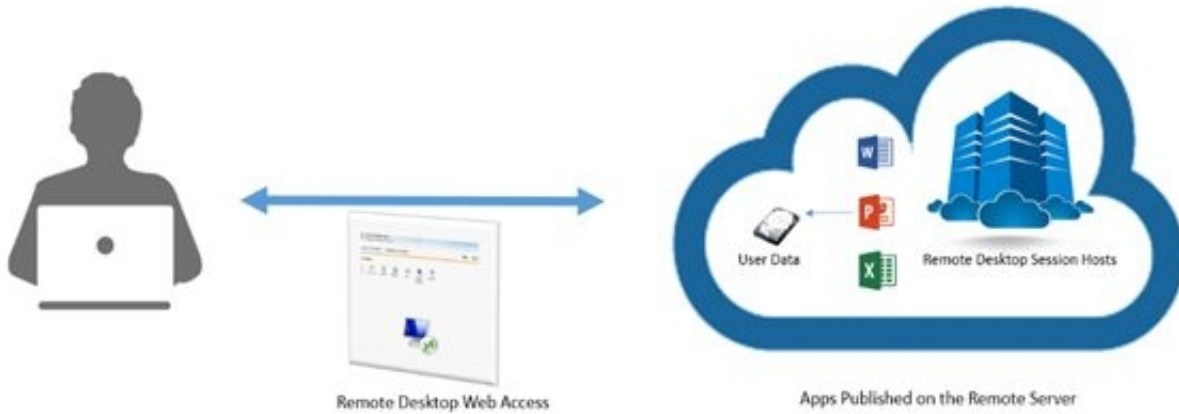 W
P
X
User Data
Remote Desktop Session Hosts
Remote Desktop Web Access
Apps Published on the Remote Server